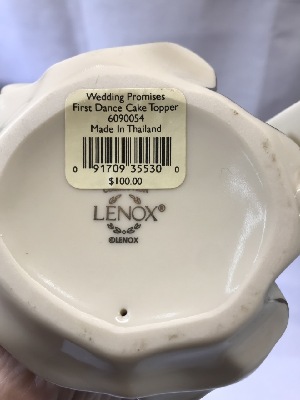 Wedding Promises
First Dance Cake Topper
6090054
Made In Thailand
0 91709 35530 0
$100.00
LENOX®
©LENOX